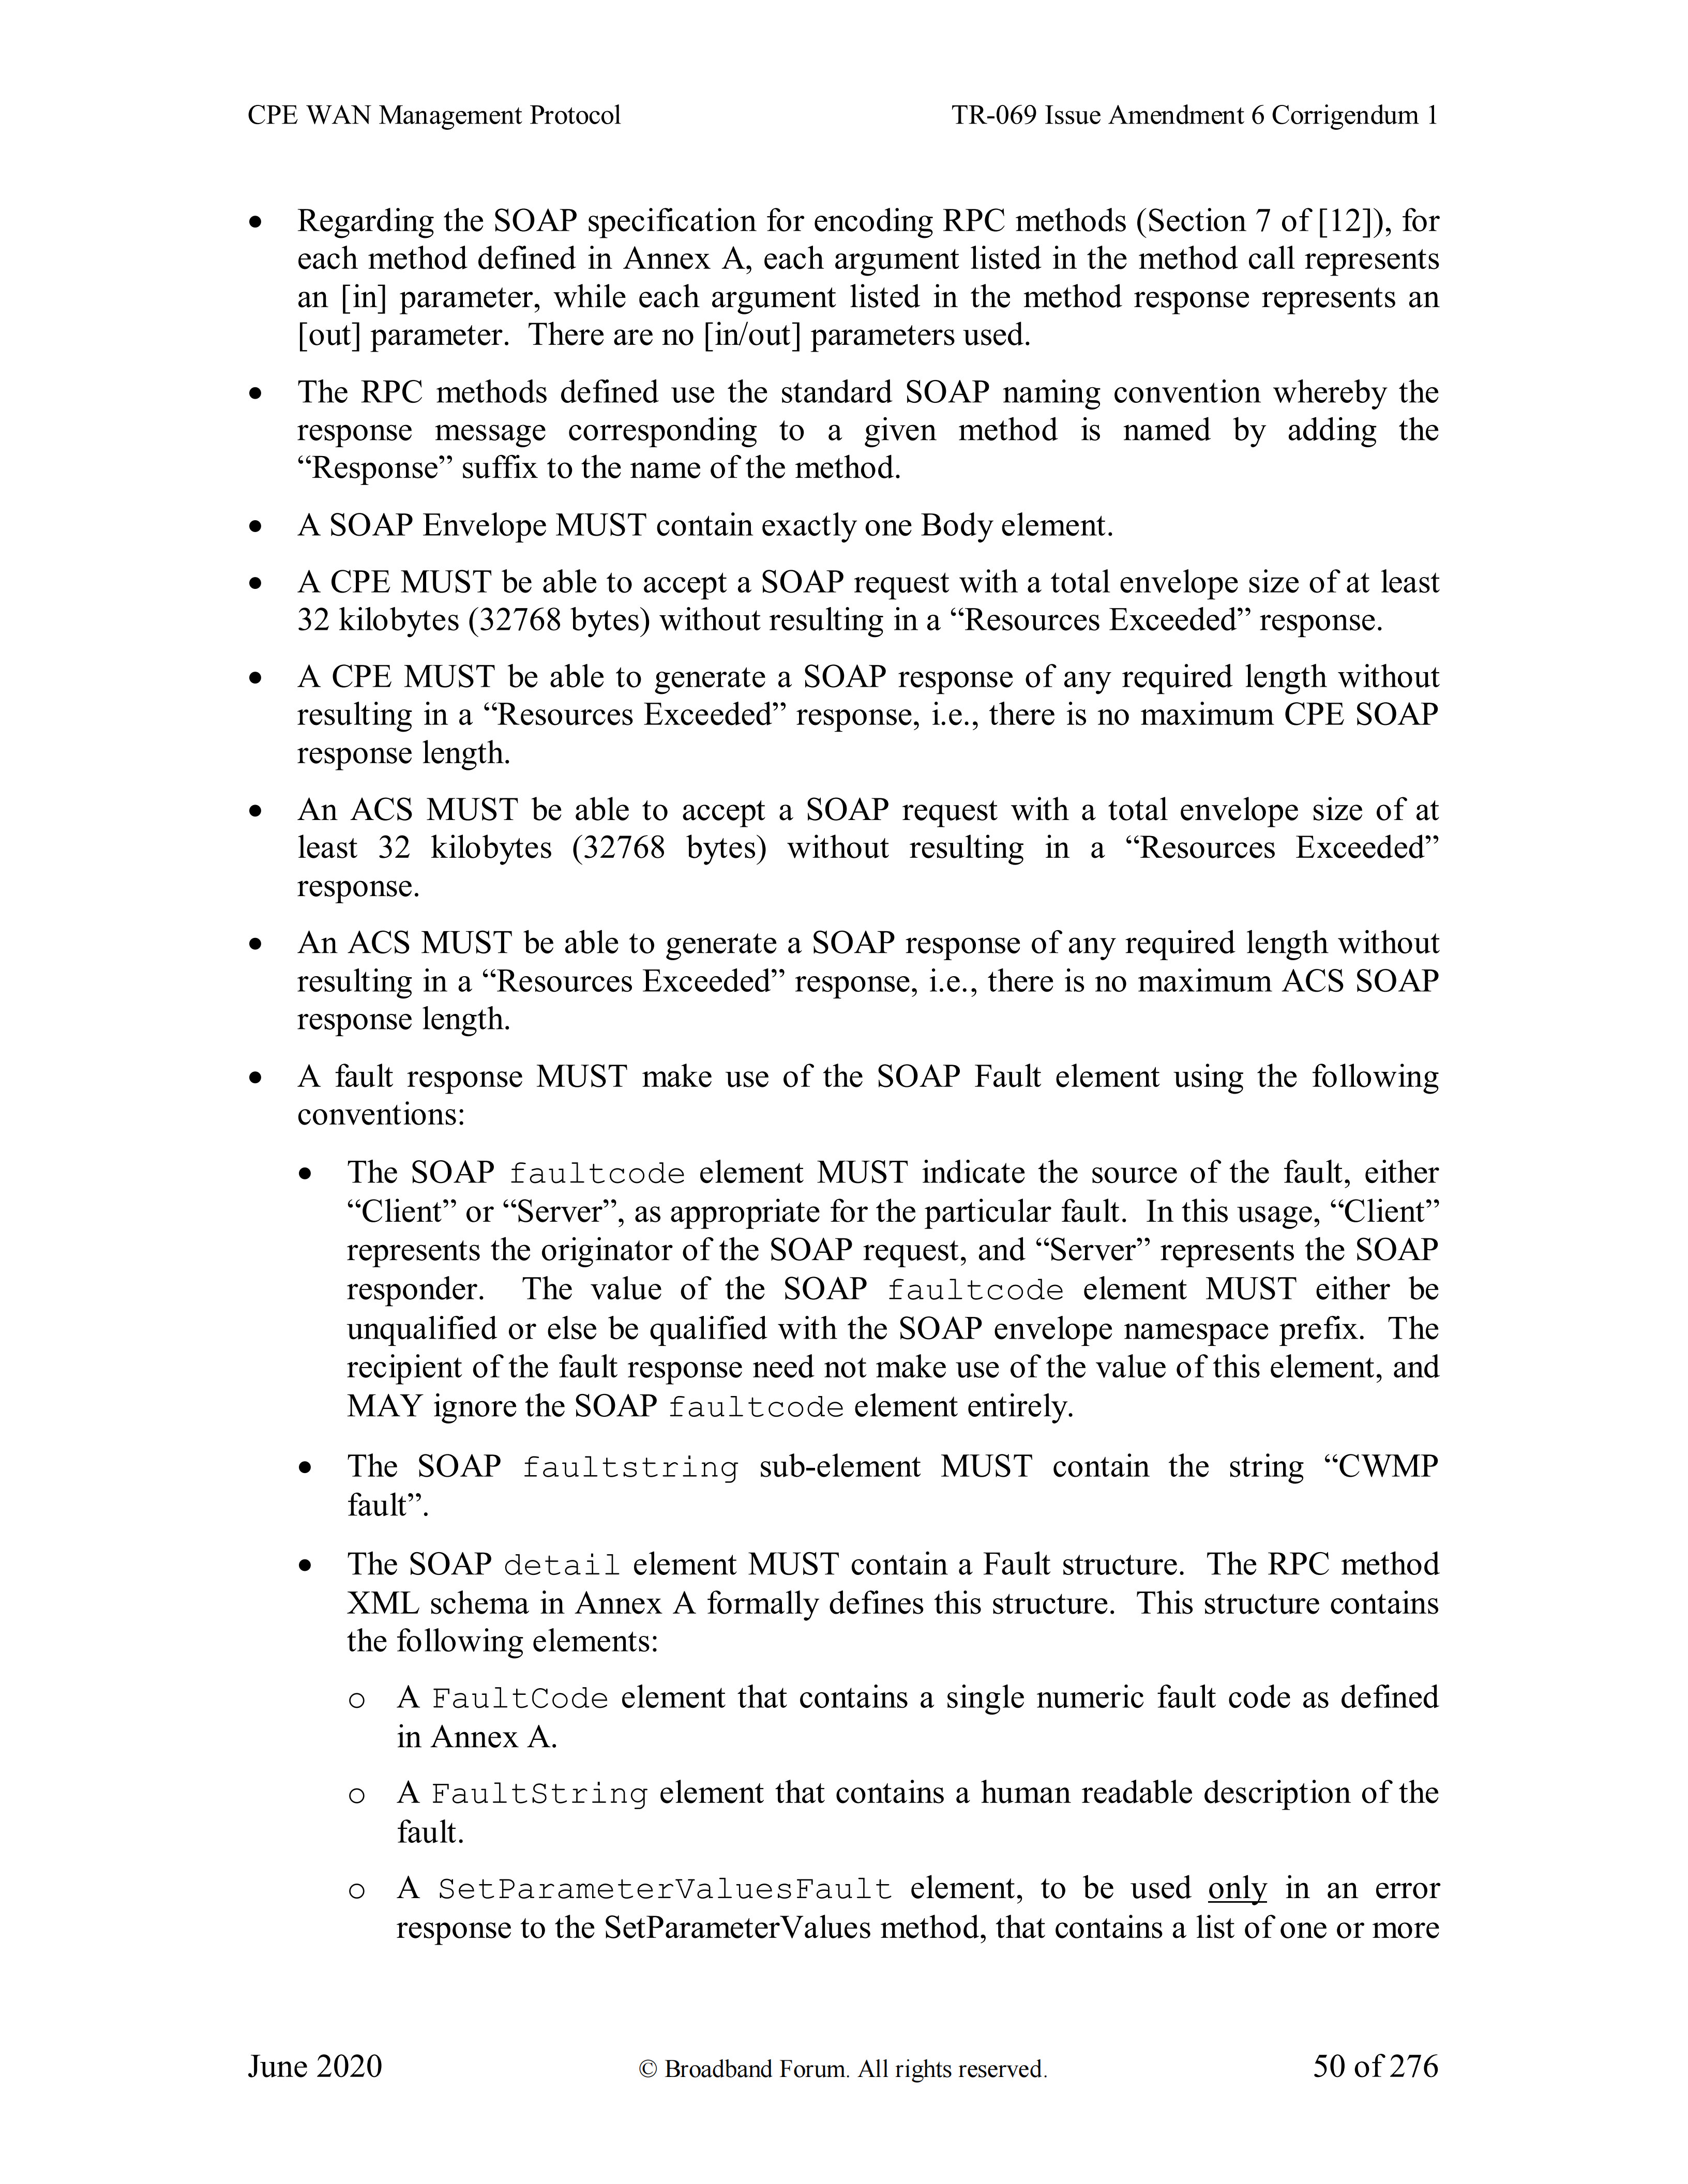 CPE WAN Management Protocol TR-069 Issue Amendment 6 Corrigendum 1
• Regarding the SOAP specification for encoding RPC methods (Section 7 of [12]), for
each method defined in Annex A, each argument listed in the method call represents
an [in] parameter, while each argument listed in the method response represents an
[out] parameter. There are no [in/out] parameters used.
• The RPC methods defined use the standard SOAP naming convention whereby the
response message corresponding to a given method is named by adding the
“Response” suffix to the name of the method.
• A SOAP Envelope MUST contain exactly one Body element.
• A CPE MUST be able to accept a SOAP request with a total envelope size of at least
32 kilobytes (32768 bytes) without resulting in a “Resources Exceeded” response.
• A CPE MUST be able to generate a SOAP response of any required length without
resulting in a “Resources Exceeded” response, i.e., there is no maximum CPE SOAP
response length.
• An ACS MUST be able to accept a SOAP request with a total envelope size of at
least 32 kilobytes (32768 bytes) without resulting in a “Resources Exceeded”
response.
• An ACS MUST be able to generate a SOAP response of any required length without
resulting in a “Resources Exceeded” response, i.e., there is no maximum ACS SOAP
response length.
• A fault response MUST make use of the SOAP Fault element using the following
conventions:
• The SOAP faultcode element MUST indicate the source of the fault, either
“Client” or “Server”, as appropriate for the particular fault. In this usage, “Client”
represents the originator of the SOAP request, and “Server” represents the SOAP
responder. The value of the SOAP faultcode element MUST either be
unqualified or else be qualified with the SOAP envelope namespace prefix. The
recipient of the fault response need not make use of the value of this element, and
MAY ignore the SOAP faultcode element entirely.
• The SOAP faultstring sub-element MUST contain the string “CWMP
fault”.
• The SOAP detail element MUST contain a Fault structure. The RPC method
XML schema in Annex A formally defines this structure. This structure contains
the following elements:
o A FaultCode element that contains a single numeric fault code as defined
in Annex A.
o A FaultString element that contains a human readable description of the
fault.
o A SetParameterValuesFault element, to be used only in an error
response to the SetParameterValues method, that contains a list of one or more
June 2020 © Broadband Forum. All rights reserved. 50 of 276